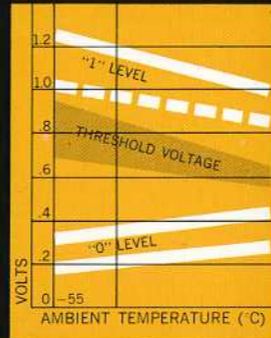 1.2
"1" LEVEL
1.0
.8
THRESHOLD VOLTAGE
.6
.4
"0" LEVEL
.2
VOLTS
0 -55
AMBIENT TEMPERATURE (°C)